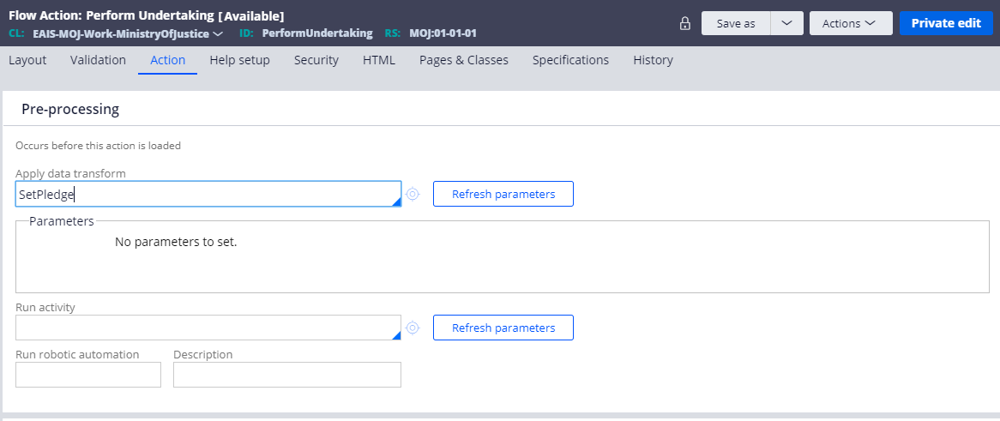 Flow Action: Perform Undertaking [Available]
CL: EAIS-MOJ-Work-MinistryOfJustice ID: PerformUndertaking RS: MOJ:01-01-01
Save as
Actions
Private edit
Layout Validation Action Help setup Security HTML Pages & Classes Specifications History
Pre-processing
Occurs before this action is loaded
Apply data transform
SetPledge
Refresh parameters
Parameters
No parameters to set.
Run activity
Refresh parameters
Run robotic automation Description